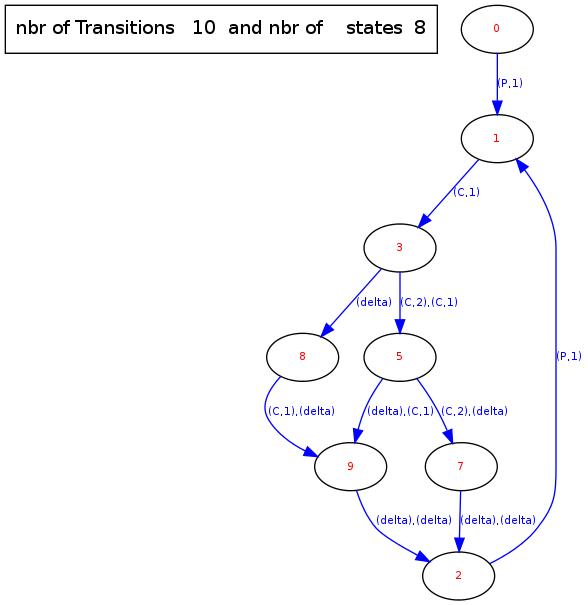 nbr of Transitions 10 and nbr of states 8
0
(P,1)
1
(C,1)
3
(delta) (C,2),(C,1)
8 5 (P,1)
(C,1),(delta) (delta),(C,1) (C,2),(delta)
9 7
(delta),(delta) (delta),(delta)
2